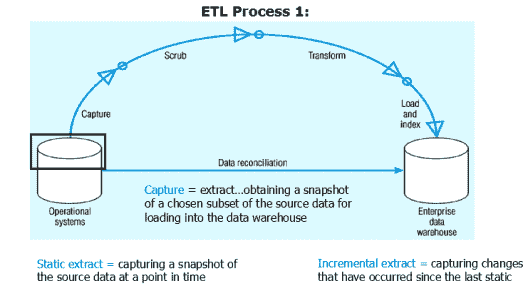 ETL Process 1:
Scrub
Transform
Capture
Load
and
index
Data reconciliation
Capture = extract...obtaining a snapshot
of a chosen subset of the source data for
loading into the data warehouse
Operational
systems
Enterprise
data
warehouse
Static extract = capturing a snapshot of
the source data at a point in time
Incremental extract = capturing changes
that have occurred since the last static